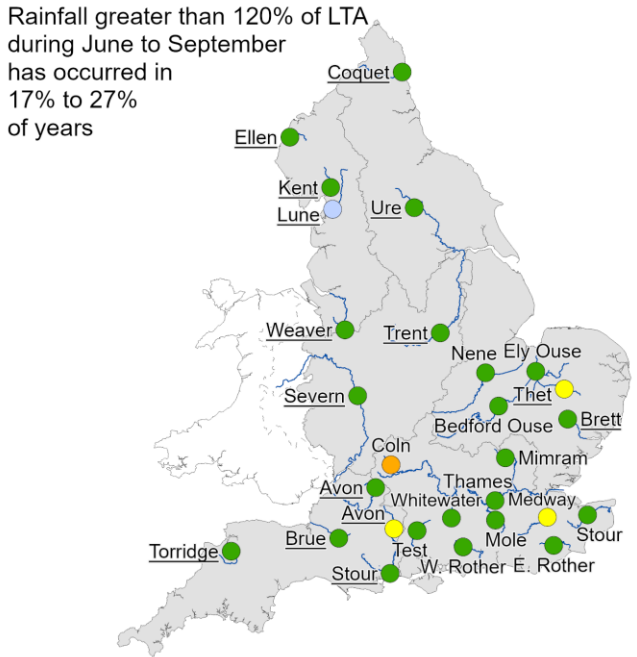 Rainfall greater than 120% of LTA
during June to September
has occurred in
17% to 27%
of years
Coquet
Ellen
Kent
Lune
Ure
Weaver
Trent
Nene
Ely Ouse
Thet
Severn
Bedford Ouse
Brett
Coln
Mimram
Avon
Thames
Whitewater
Medway
Avon
Brue
Test
Mole
Stour
Torridge
W. Rother
E. Rother
Stour